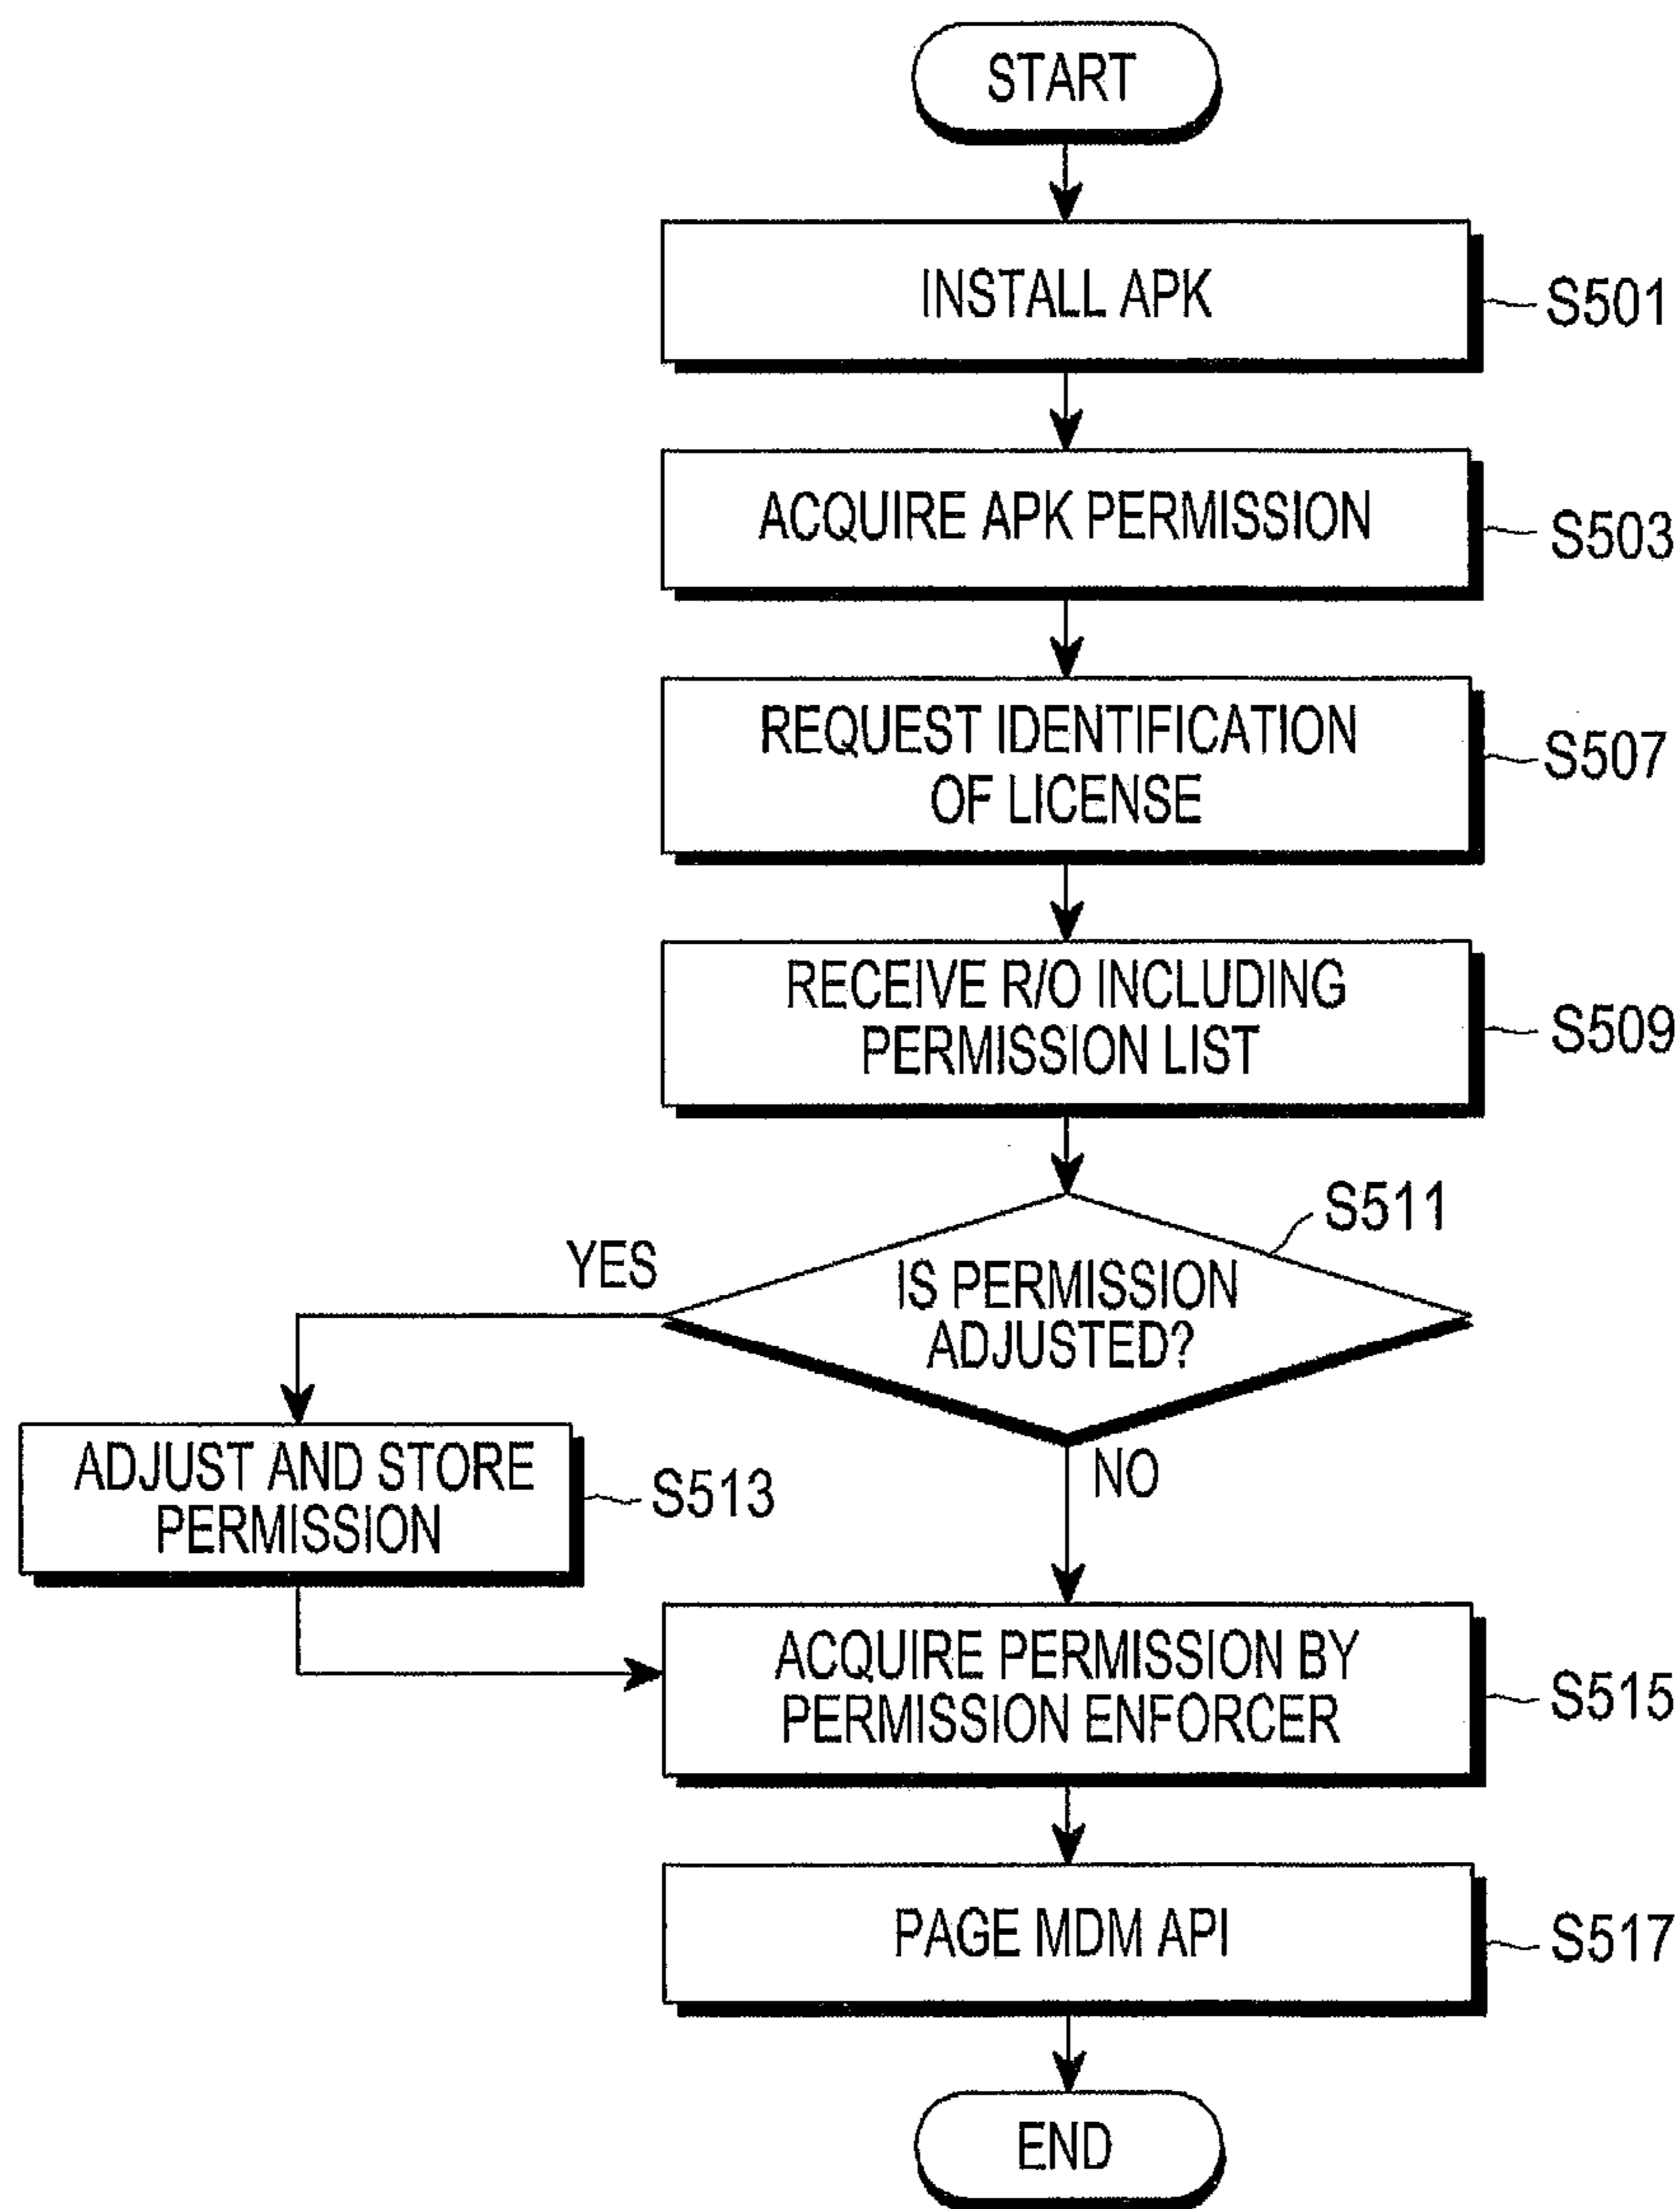 START
INSTALL APK
S501
ACQUIRE APK PERMISSION
S503
REQUEST IDENTIFICATION
OF LICENSE
S507
RECEIVE R/O INCLUDING
PERMISSION LIST
S509
S511
YES
IS PERMISSION
ADJUSTED?
NO
ADJUST AND STORE
PERMISSION
S513
ACQUIRE PERMISSION BY
PERMISSION ENFORCER
S515
PAGE MDM API
S517
END